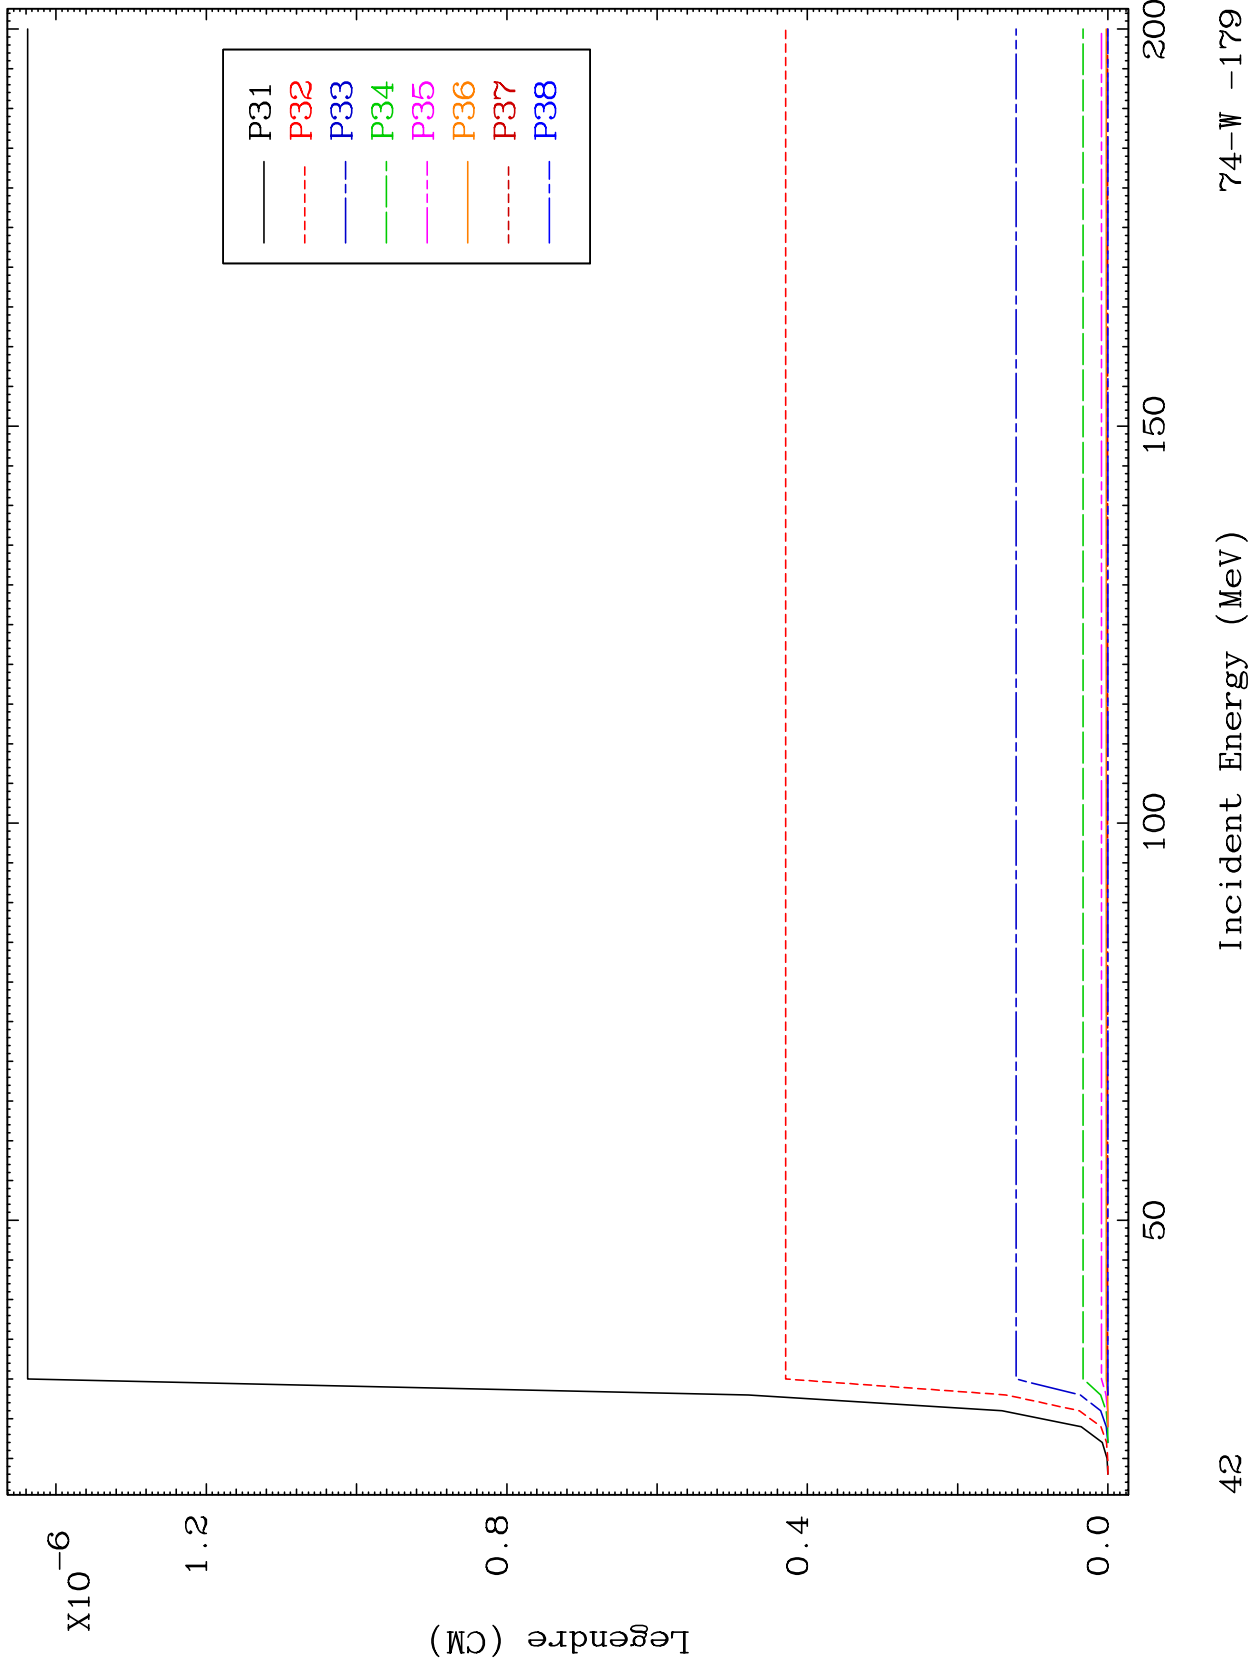 X10-6
1.2
0.8
0.4
0.0
Legendre (CM)
P31
P32
P33
P34
P35
P36
P37
P38
50
100
150
200
42
Incident Energy (MeV)
74-W -179